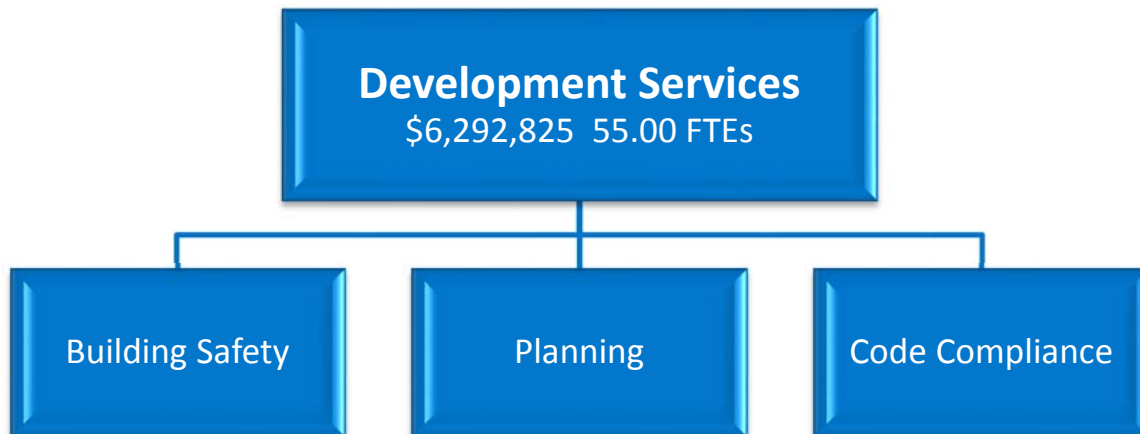 Development Services
$6,292,825 55.00 FTEs
Building Safety
Planning
Code Compliance